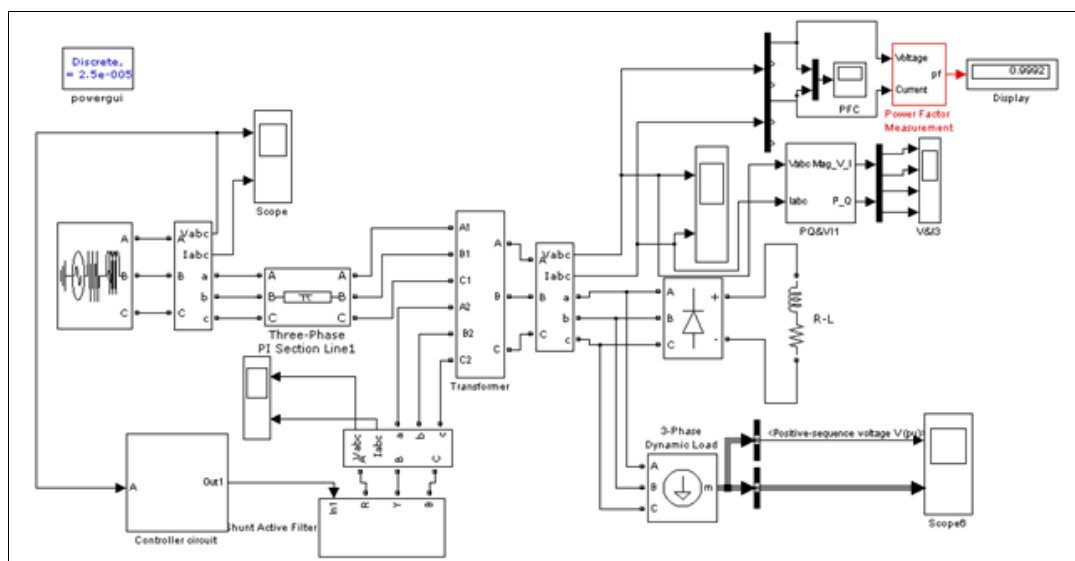 Discrete,
= 2.5e-005
powergui
Scope
A
B
C
A
B
C
Vabc
Iabc
a
b
c
A
B
C
A
B
C
Three-Phase
PI Section Line1
A1
B1
C1
A2
B2
C2
A
B
C
Transformer
A
B
C
Vabc
Iabc
a
b
c
PFC
Voltage
Current
pf
Power Factor
Measurement
0.9992
Display
Vabc Mag_V_I
Iabc
P_Q
PQ&VI1
V&I3
A
B
C
+
-
R-L
3-Phase
Dynamic Load
A
B
C
m
<Positive-sequence voltage V (pu)>
Scope6
Vabc
Iabc
a
b
c
A
B
C
In1
R
Y
B
Shunt Active Filter
A
Out1
Controller circuit